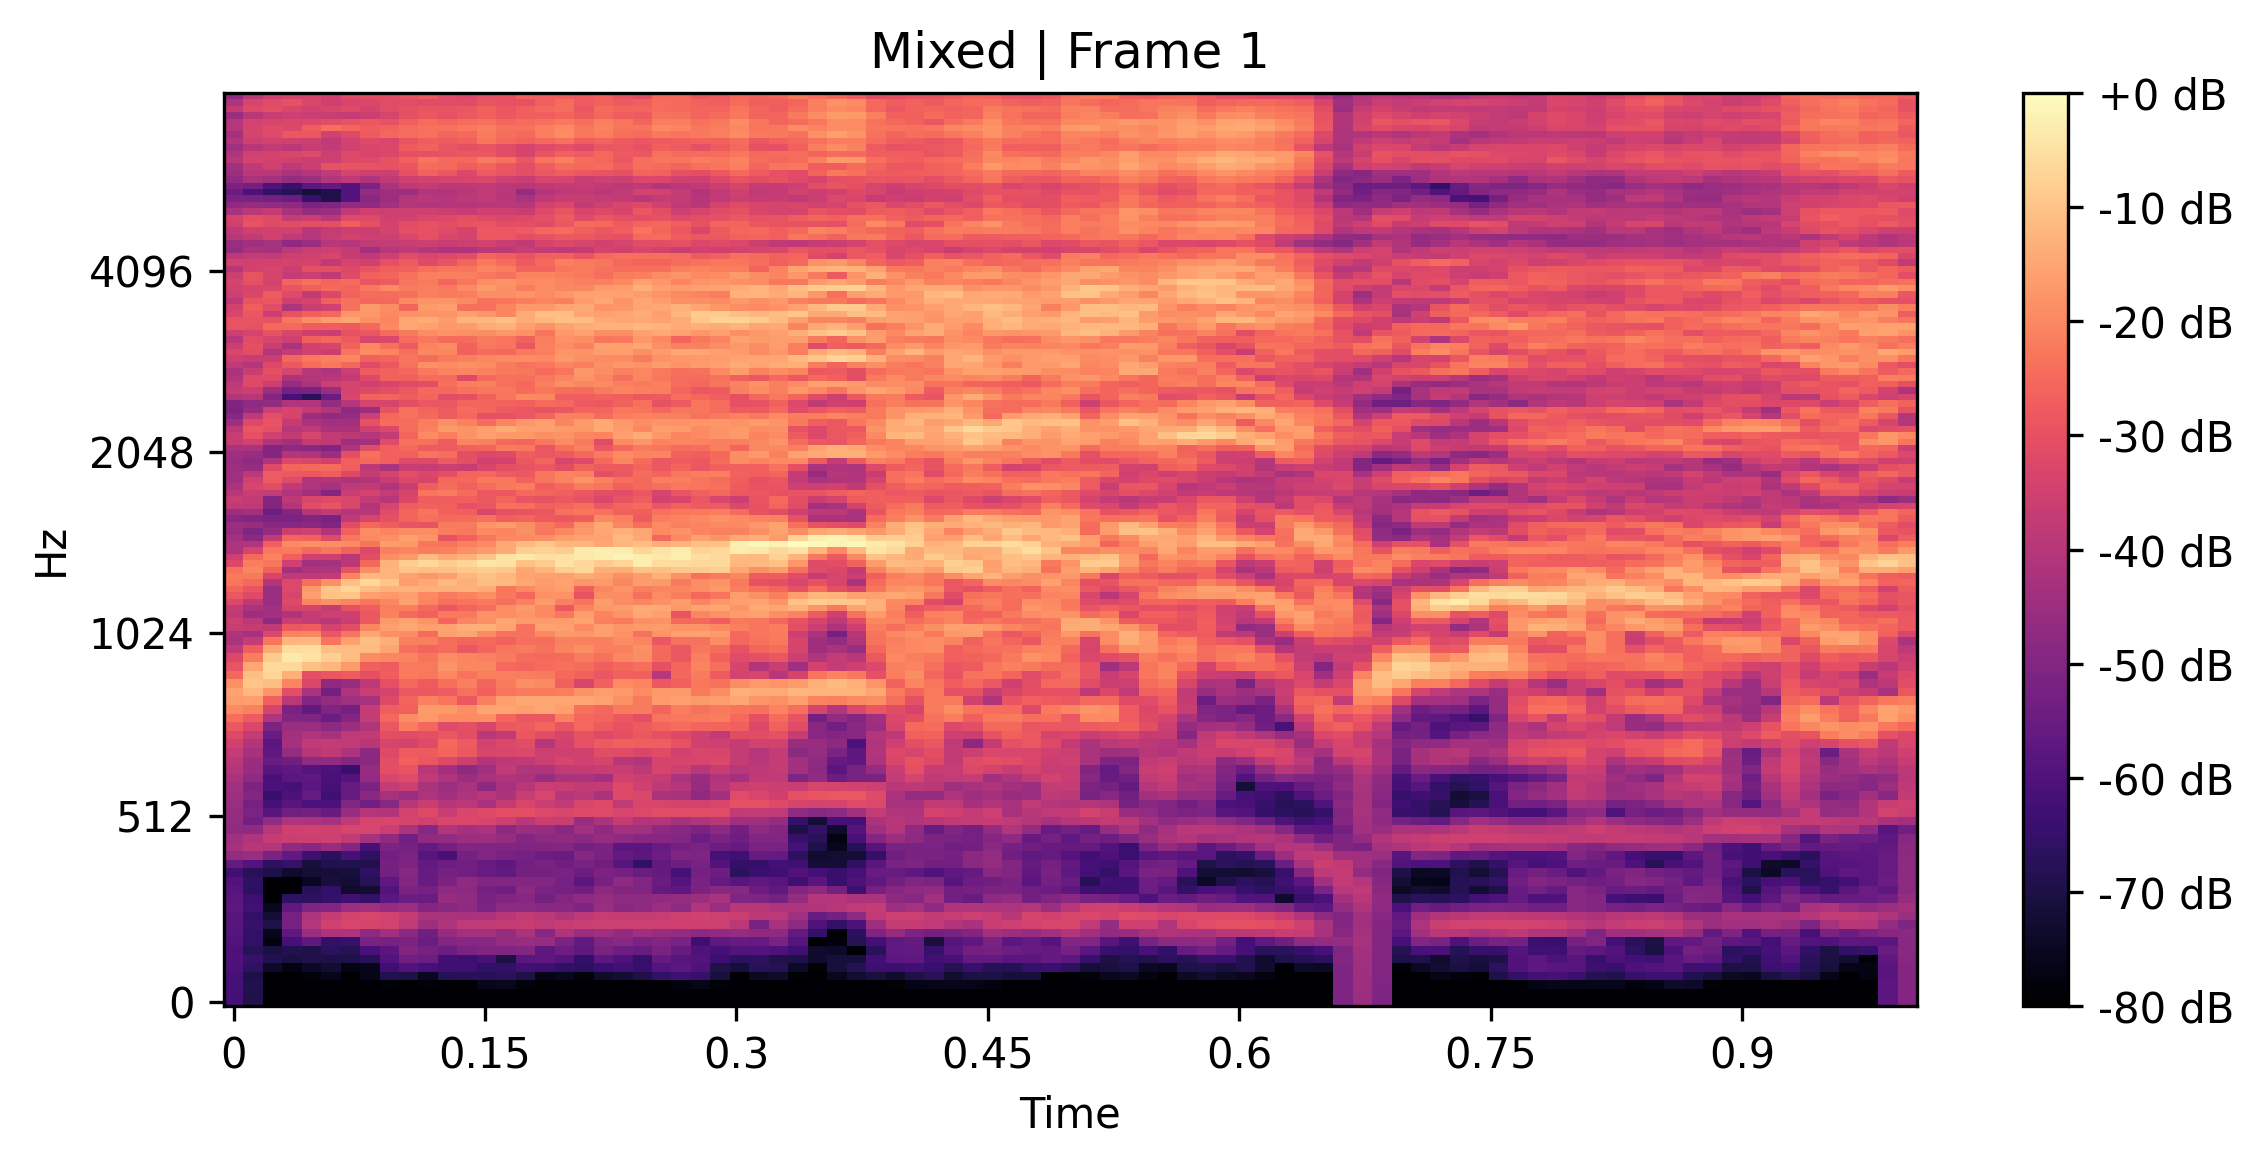 Mixed | Frame 1
+0 dB
-10 dB
-20 dB
-30 dB
-40 dB
-50 dB
-60 dB
-70 dB
-80 dB
4096
2048
1024
512
0
Hz
0 0.15 0.3 0.45 0.6 0.75 0.9
Time